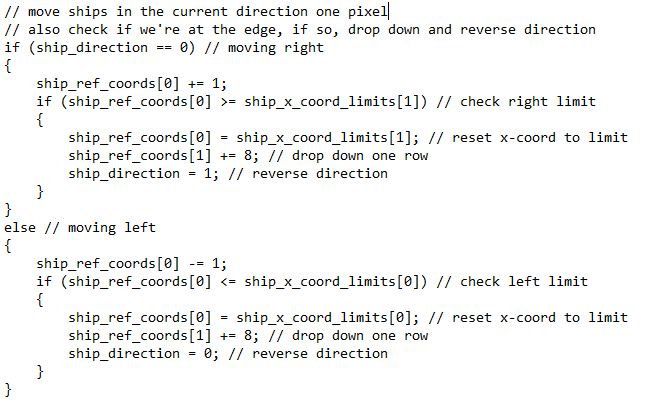 // move ships in the current direction one pixel
// also check if we're at the edge, if so, drop down and reverse direction
if (ship_direction == 0) // moving right
{
    ship_ref_coords[0] += 1;
    if (ship_ref_coords[0] >= ship_x_coord_limits[1]) // check right limit
    {
        ship_ref_coords[0] = ship_x_coord_limits[1]; // reset x-coord to limit
        ship_ref_coords[1] += 8; // drop down one row
        ship_direction = 1; // reverse direction
    }
}
else // moving left
{
    ship_ref_coords[0] -= 1;
    if (ship_ref_coords[0] <= ship_x_coord_limits[0]) // check left limit
    {
        ship_ref_coords[0] = ship_x_coord_limits[0]; // reset x-coord to limit
        ship_ref_coords[1] += 8; // drop down one row
        ship_direction = 0; // reverse direction
    }
}